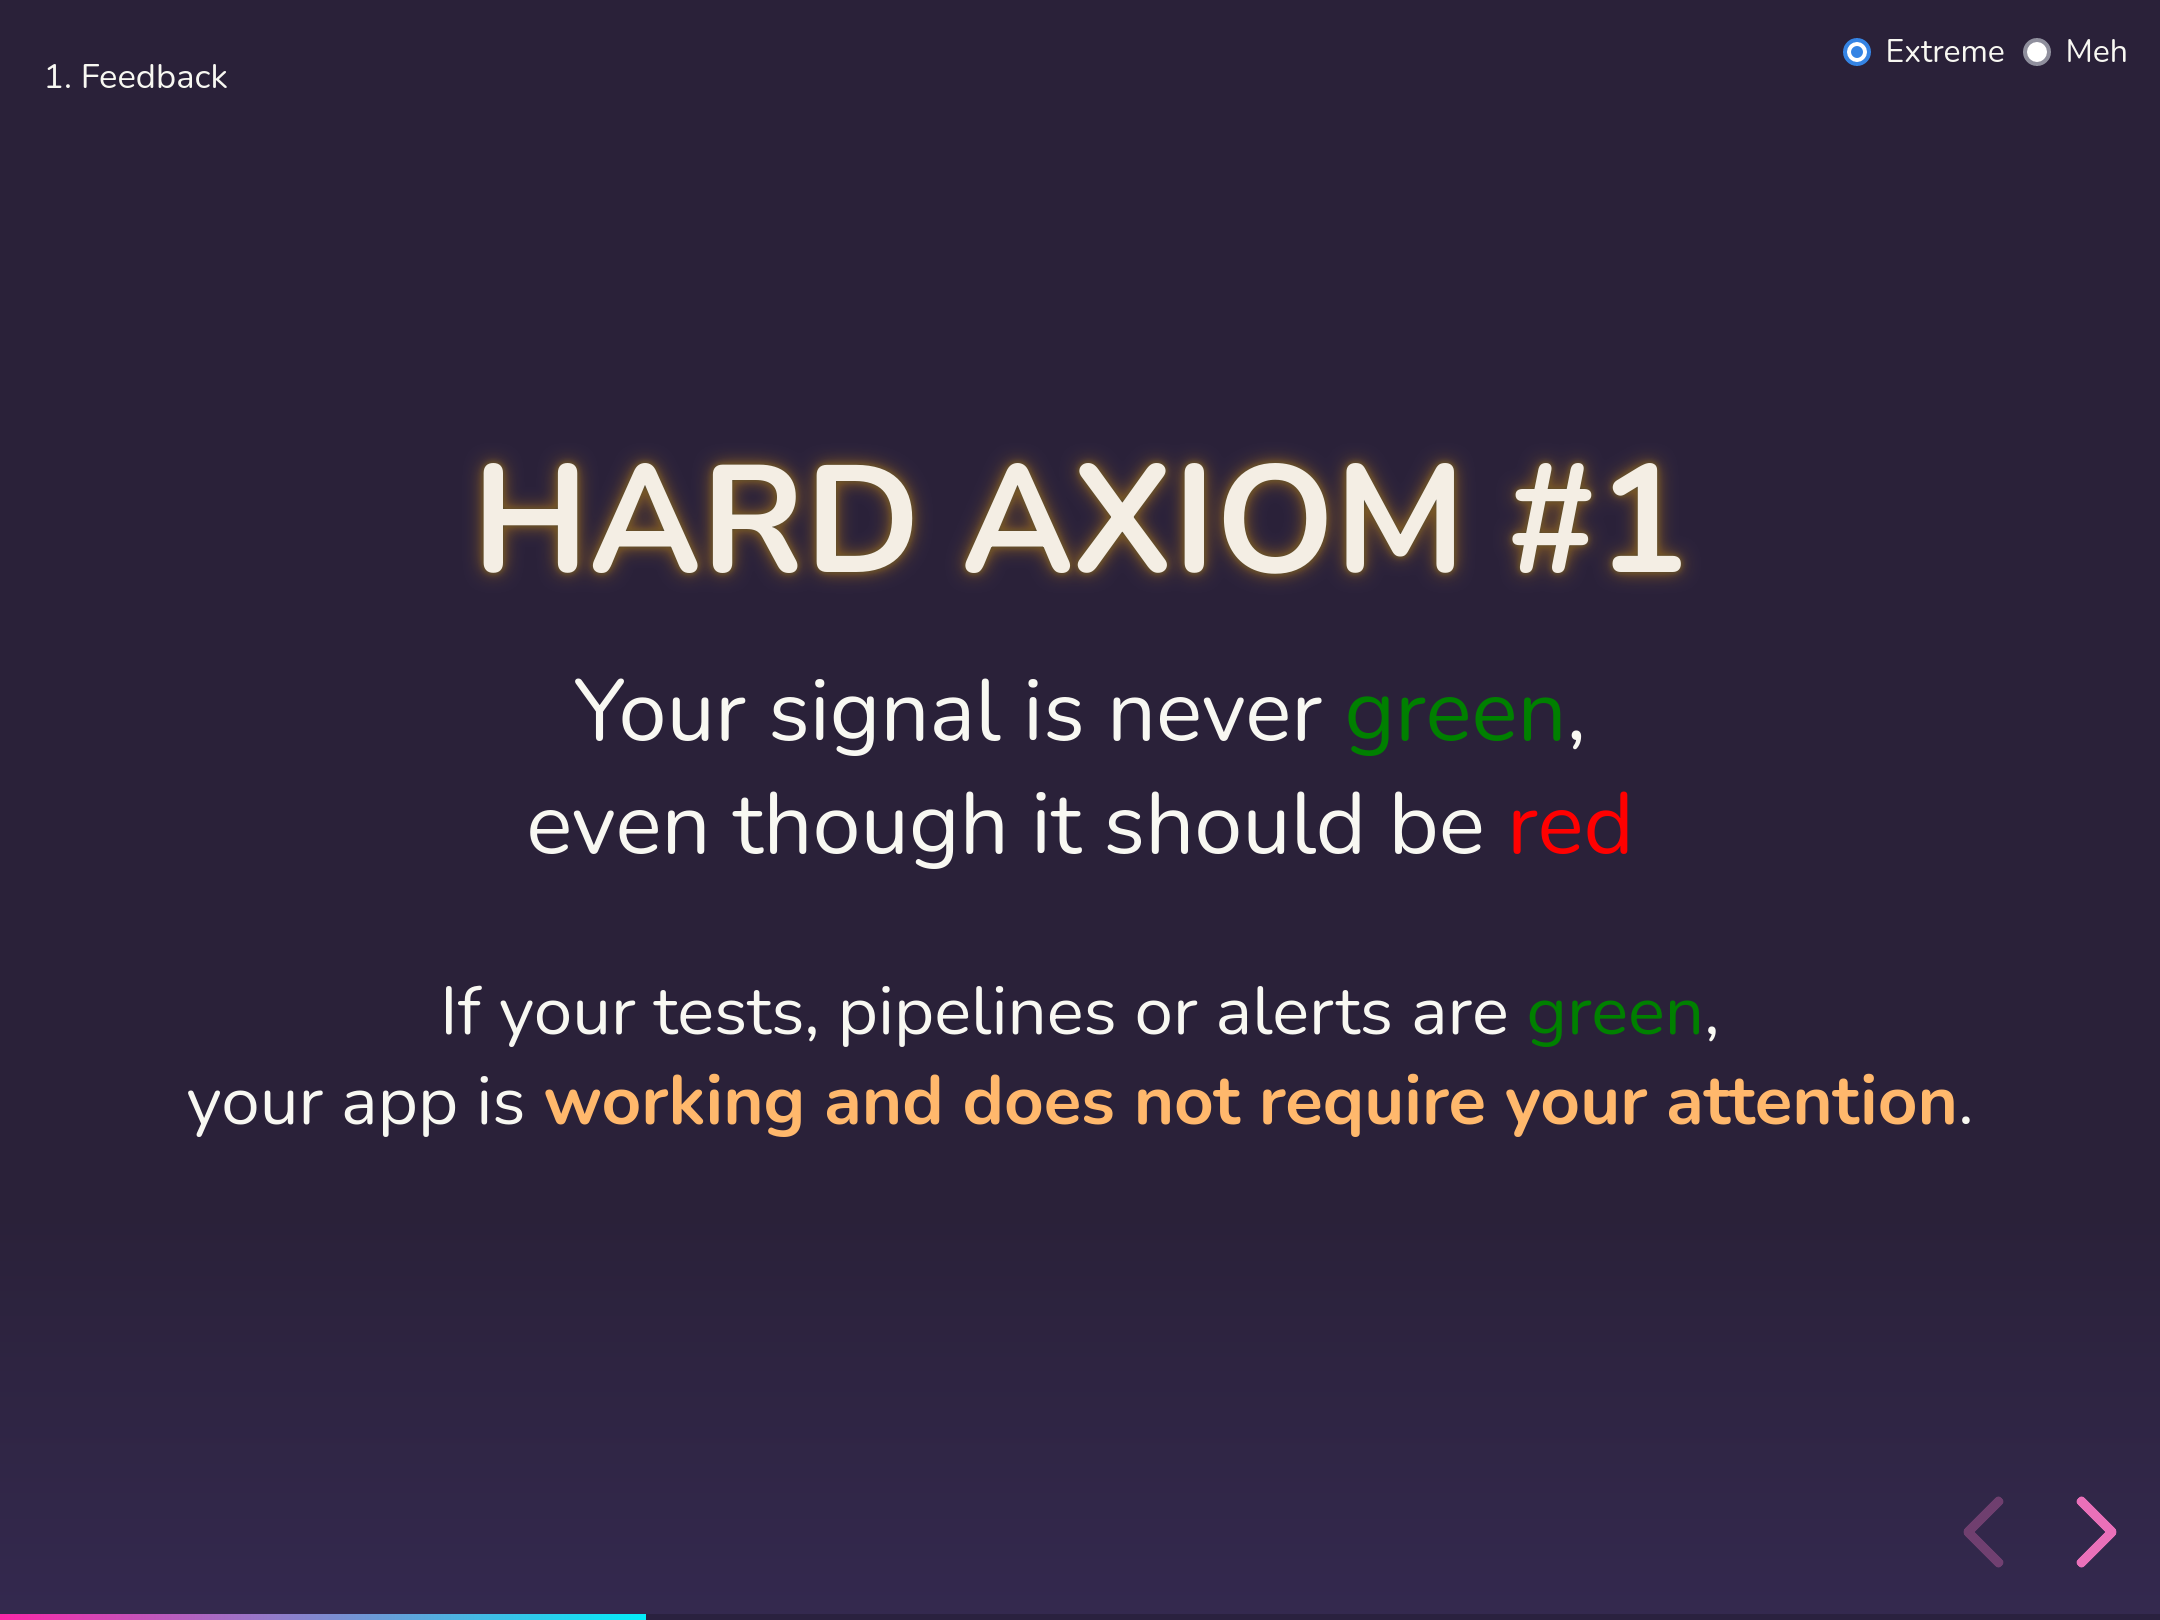 1. Feedback
Extreme Meh
HARD AXIOM #1
Your signal is never green,
even though it should be red
If your tests, pipelines or alerts are green,
your app is working and does not require your attention.